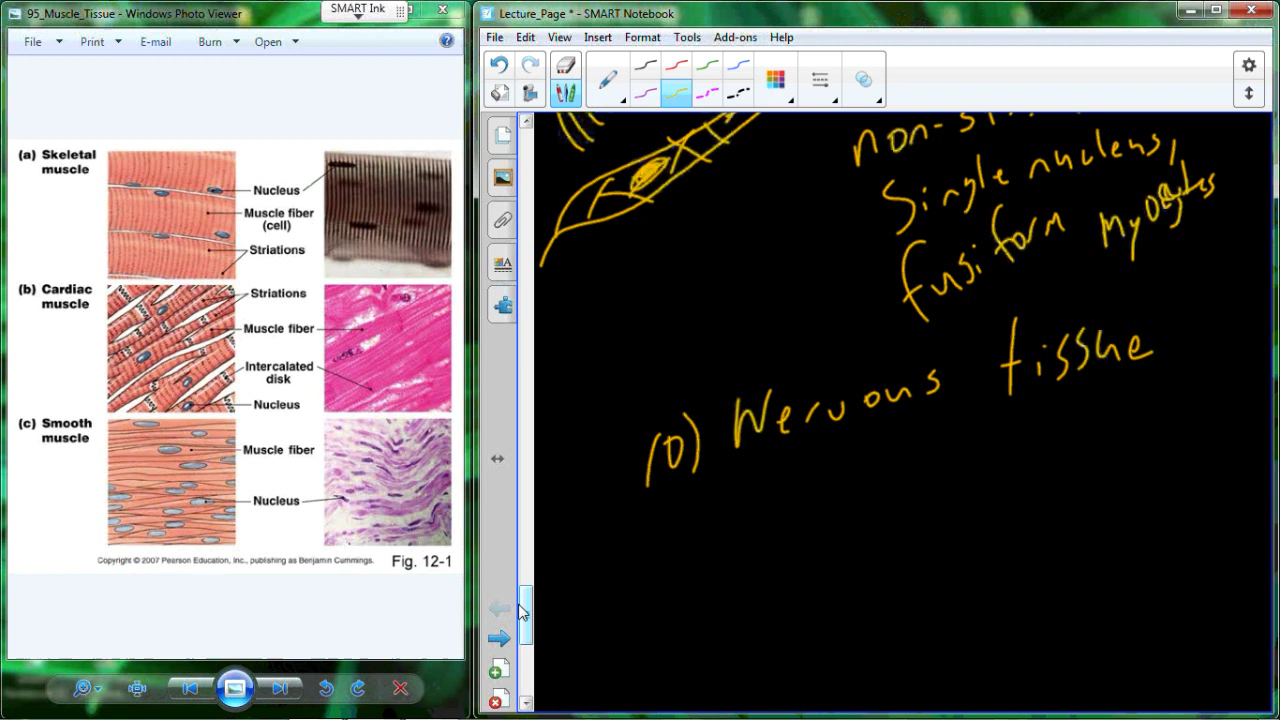 95_Muscle_Tissue - Windows Photo Viewer
SMART Ink
File Print E-mail Burn Open
(a) Skeletal
muscle
Nucleus
Muscle fiber
(cell)
Striations
(b) Cardiac
muscle
Striations
Muscle fiber
Intercalated
disk
Nucleus
(c) Smooth
muscle
Muscle fiber
Nucleus
Copyright © 2007 Pearson Education, Inc., publishing as Benjamin Cummings.
Fig. 12-1
Lecture_Page * - SMART Notebook
File Edit View Insert Format Tools Add-ons Help
Single nucleus,
fusiform myocytes
(D) Nervous tissue